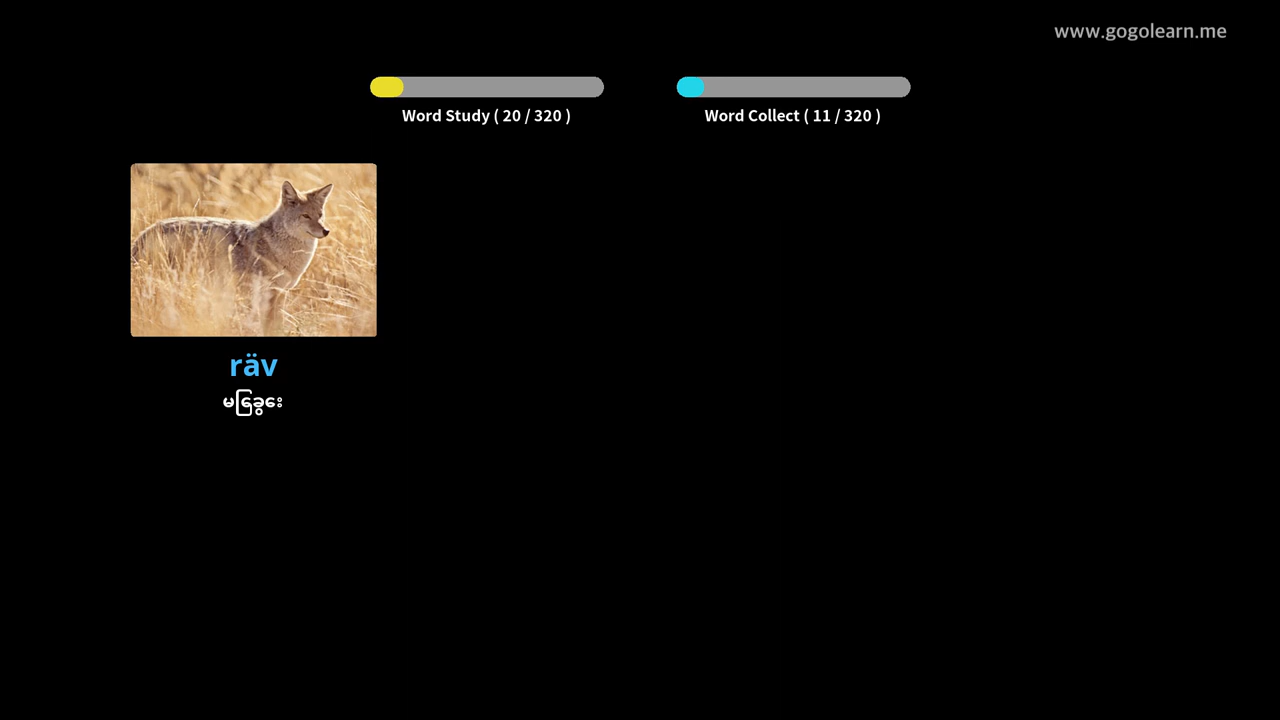 www.gogolearn.me
Word Study ( 20 / 320 )
Word Collect ( 11 / 320 )
räv
မြေခွေး